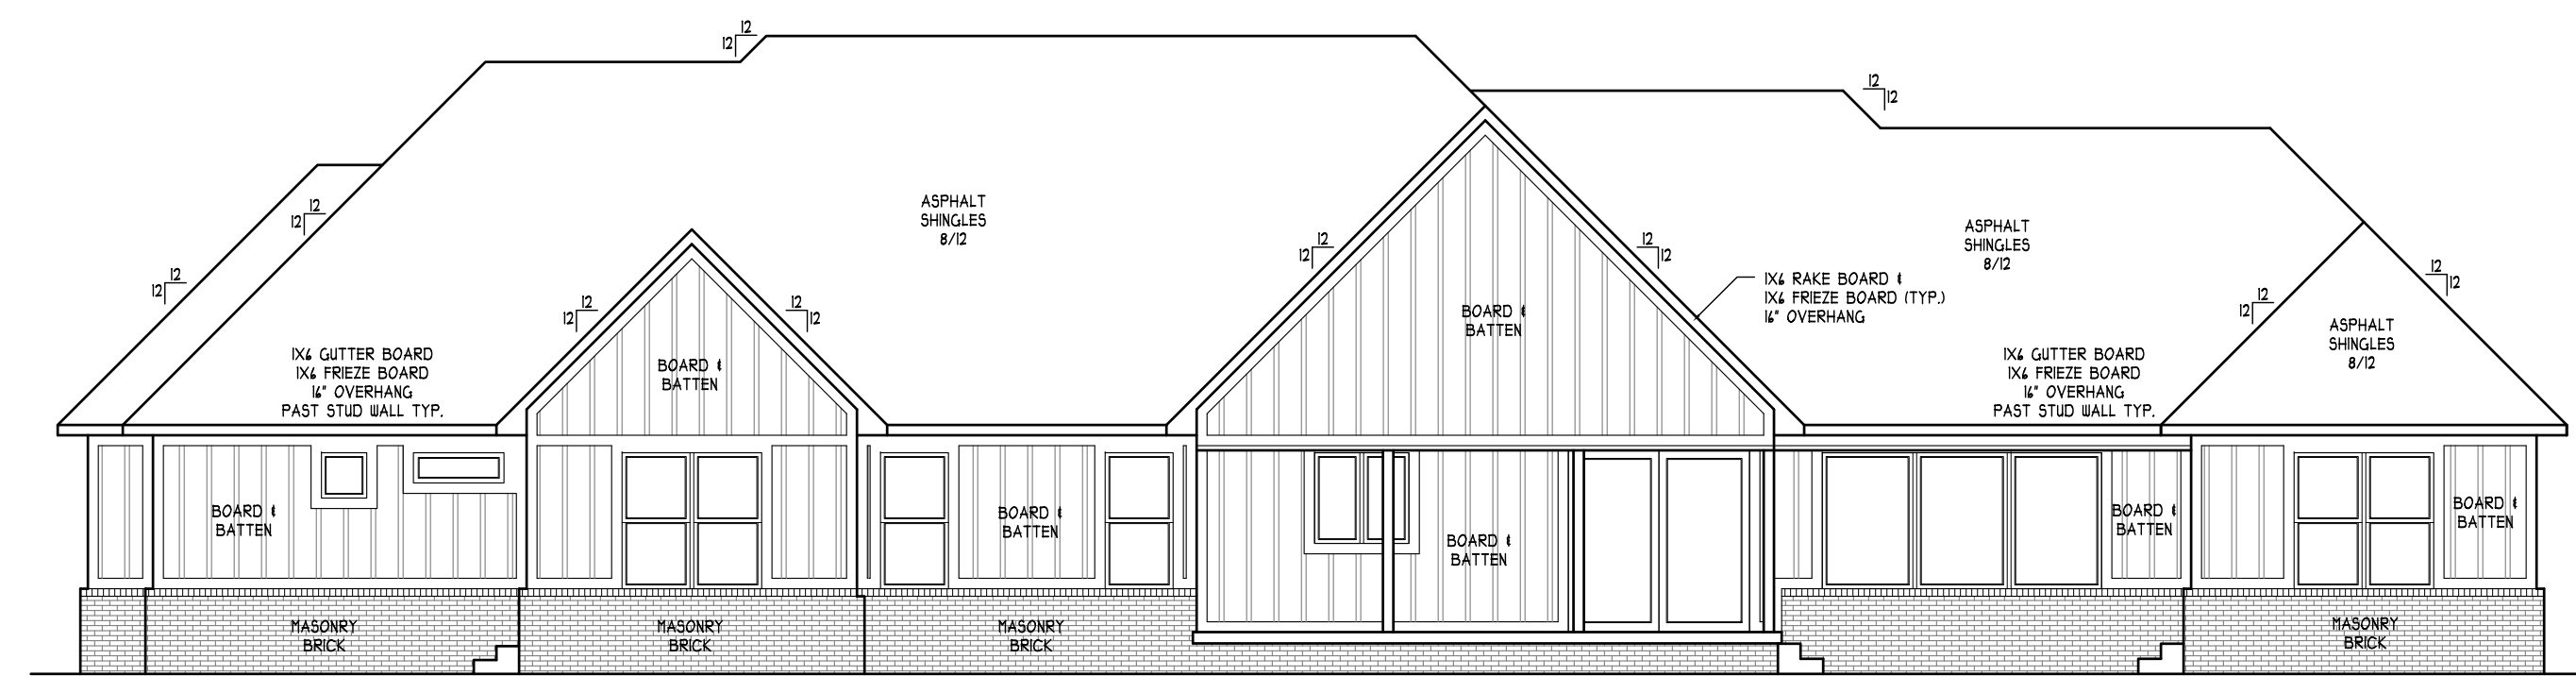 12
12
12
12
12
12
ASPHALT
SHINGLES
8/12
ASPHALT
SHINGLES
8/12
12
12
12
12
12
12
12
12
1X6 RAKE BOARD &
1X6 FRIEZE BOARD (TYP.)
16" OVERHANG
12
12
12
12
12
12
12
12
ASPHALT
SHINGLES
8/12
BOARD &
BATTEN
1X6 GUTTER BOARD
1X6 FRIEZE BOARD
16" OVERHANG
PAST STUD WALL TYP.
BOARD &
BATTEN
1X6 GUTTER BOARD
1X6 FRIEZE BOARD
16" OVERHANG
PAST STUD WALL TYP.
BOARD &
BATTEN
BOARD &
BATTEN
BOARD &
BATTEN
BOARD &
BATTEN
BOARD &
BATTEN
MASONRY
BRICK
MASONRY
BRICK
MASONRY
BRICK
MASONRY
BRICK